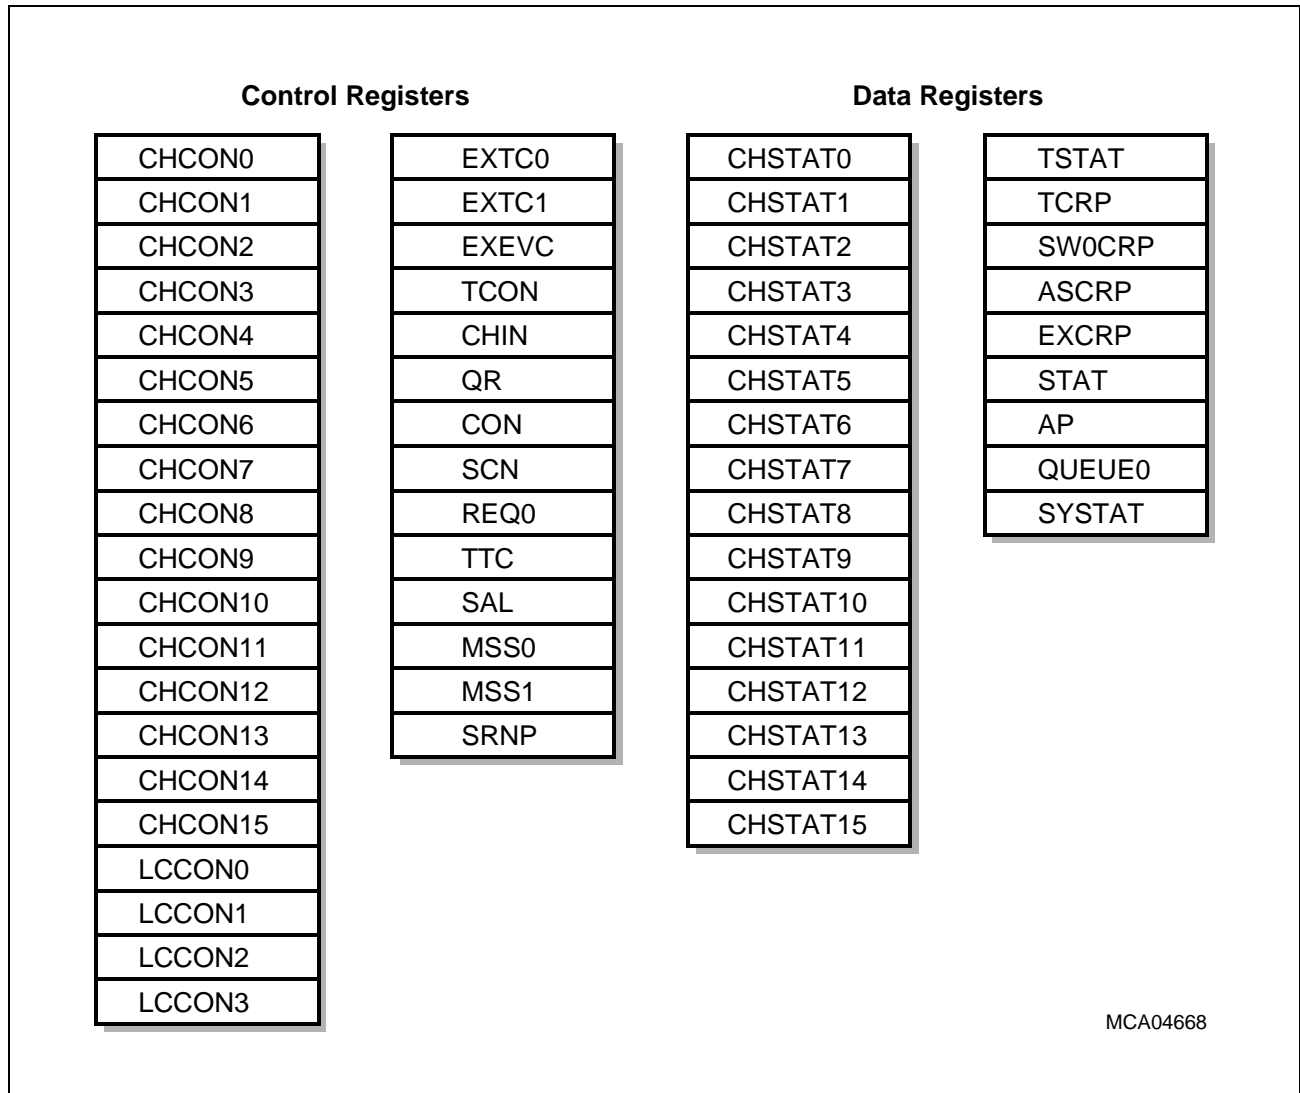 Control Registers
CHCON0
CHCON1
CHCON2
CHCON3
CHCON4
CHCON5
CHCON6
CHCON7
CHCON8
CHCON9
CHCON10
CHCON11
CHCON12
CHCON13
CHCON14
CHCON15
LCCON0
LCCON1
LCCON2
LCCON3
EXTC0
EXTC1
EXEVC
TCON
CHIN
QR
CON
SCN
REQ0
TTC
SAL
MSS0
MSS1
SRNP
Data Registers
CHSTAT0
CHSTAT1
CHSTAT2
CHSTAT3
CHSTAT4
CHSTAT5
CHSTAT6
CHSTAT7
CHSTAT8
CHSTAT9
CHSTAT10
CHSTAT11
CHSTAT12
CHSTAT13
CHSTAT14
CHSTAT15
TSTAT
TCRP
SW0CRP
ASCRP
EXCRP
STAT
AP
QUEUE0
SYSTAT
MCA04668